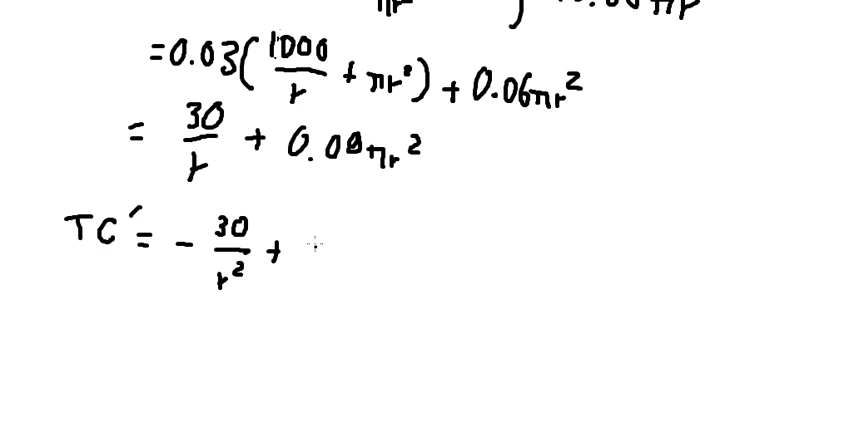 =0.03(1000/r + πr²) + 0.06πr²
= 30/r + 0.09πr²
TC′= - 30/r² +